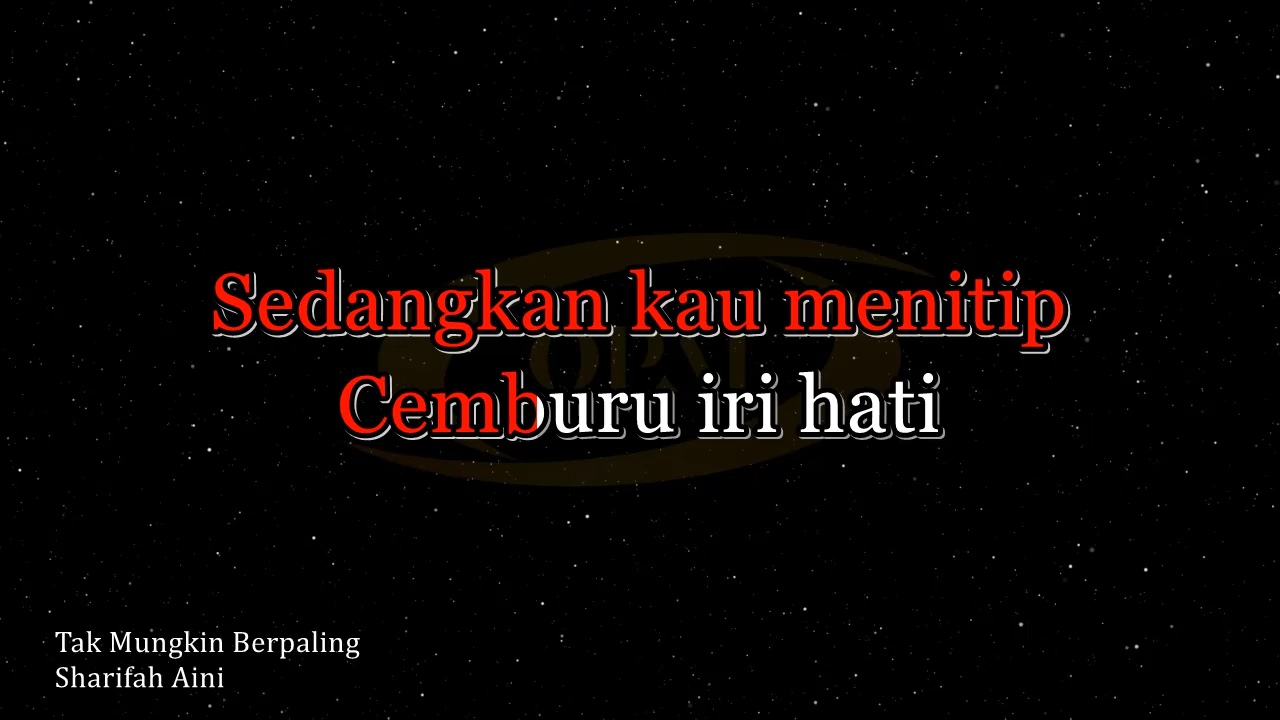 Sedangkan kau menitip
Cemburu iri hati
Tak Mungkin Berpaling
Sharifah Aini